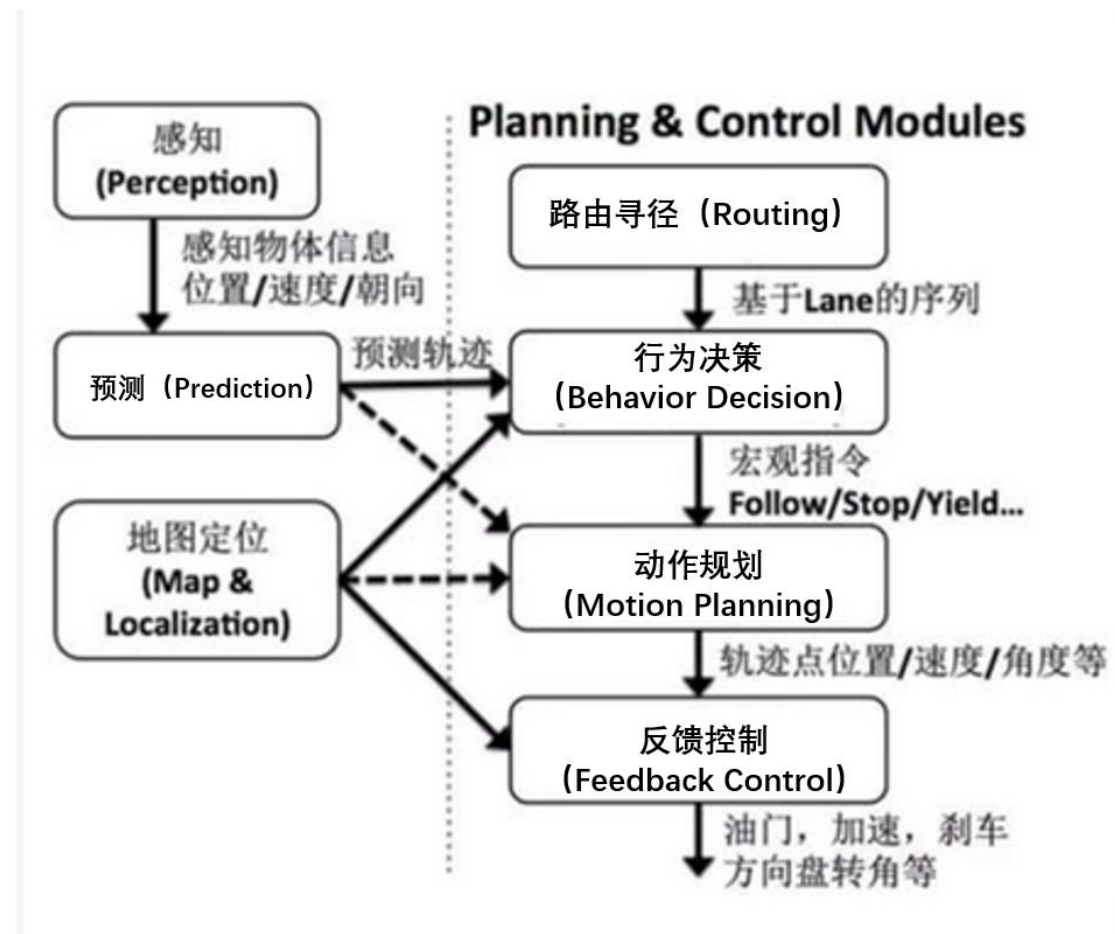 Planning & Control Modules
感知
(Perception)
感知物体信息
位置/速度/朝向
预测（Prediction）
预测轨迹
地图定位
(Map &
Localization)
路由寻径（Routing）
基于Lane的序列
行为决策
（Behavior Decision）
宏观指令
Follow/Stop/Yield...
动作规划
（Motion Planning）
轨迹点位置/速度/角度等
反馈控制
（Feedback Control）
油门，加速，刹车
方向盘转角等